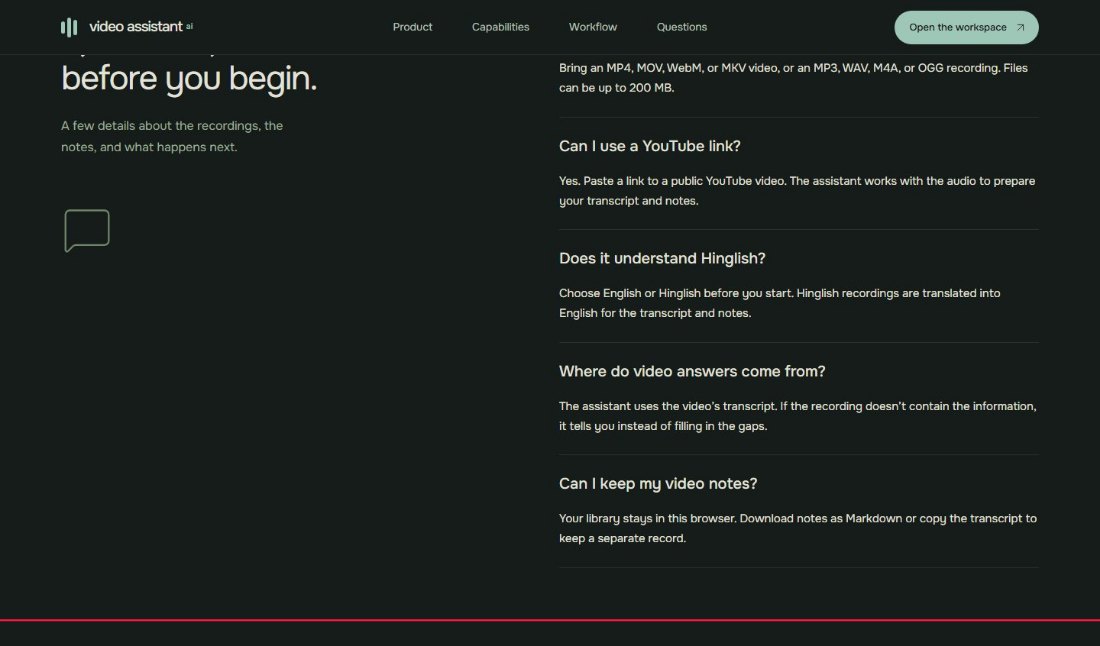 video assistant ai
Product
Capabilities
Workflow
Questions
Open the workspace
before you begin.
A few details about the recordings, the
notes, and what happens next.
Bring an MP4, MOV, WebM, or MKV video, or an MP3, WAV, M4A, or OGG recording. Files
can be up to 200 MB.
Can I use a YouTube link?
Yes. Paste a link to a public YouTube video. The assistant works with the audio to prepare
your transcript and notes.
Does it understand Hinglish?
Choose English or Hinglish before you start. Hinglish recordings are translated into
English for the transcript and notes.
Where do video answers come from?
The assistant uses the video’s transcript. If the recording doesn’t contain the information,
it tells you instead of filling in the gaps.
Can I keep my video notes?
Your library stays in this browser. Download notes as Markdown or copy the transcript to
keep a separate record.